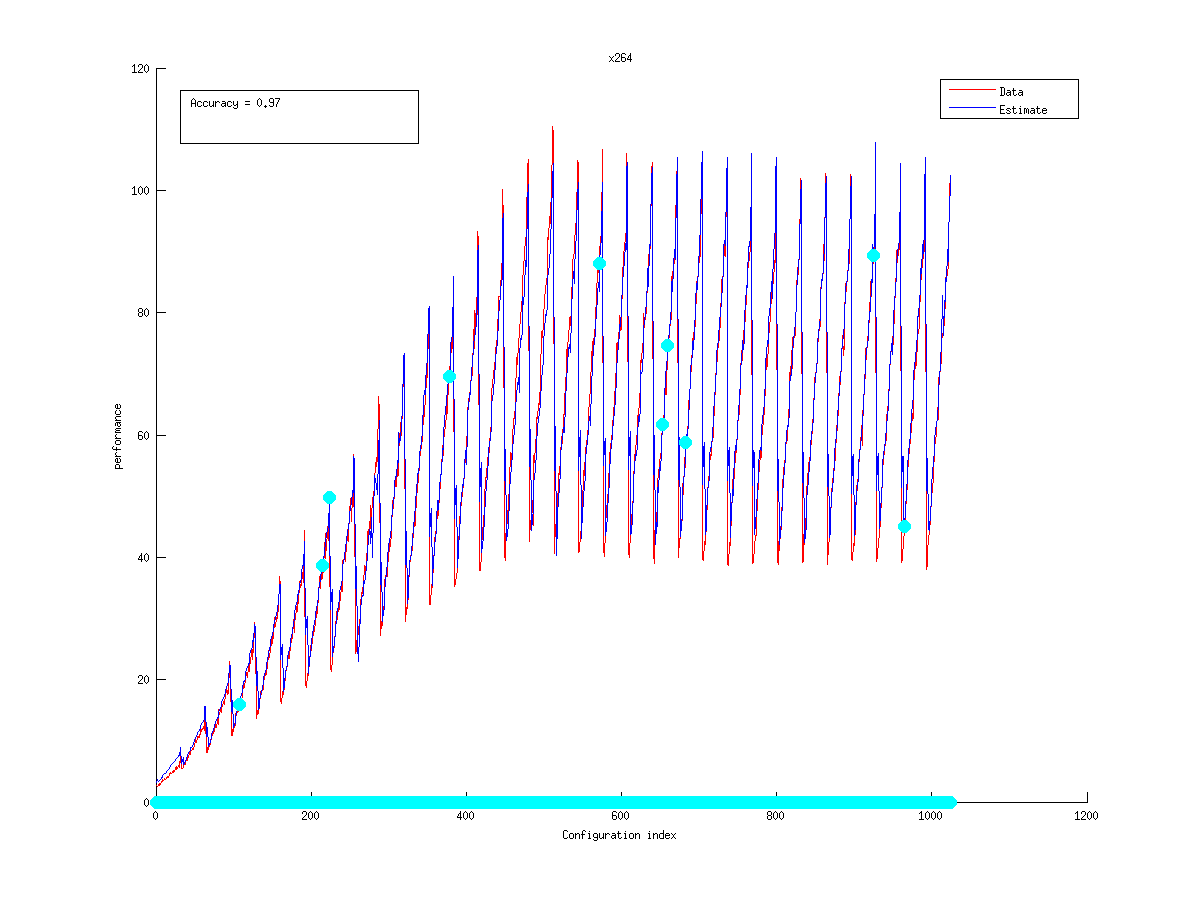 x264
Accuracy = 0.97
Data
Estimate
120
100
80
60
40
20
0
performance
0 200 400 600 800 1000 1200
Configuration index